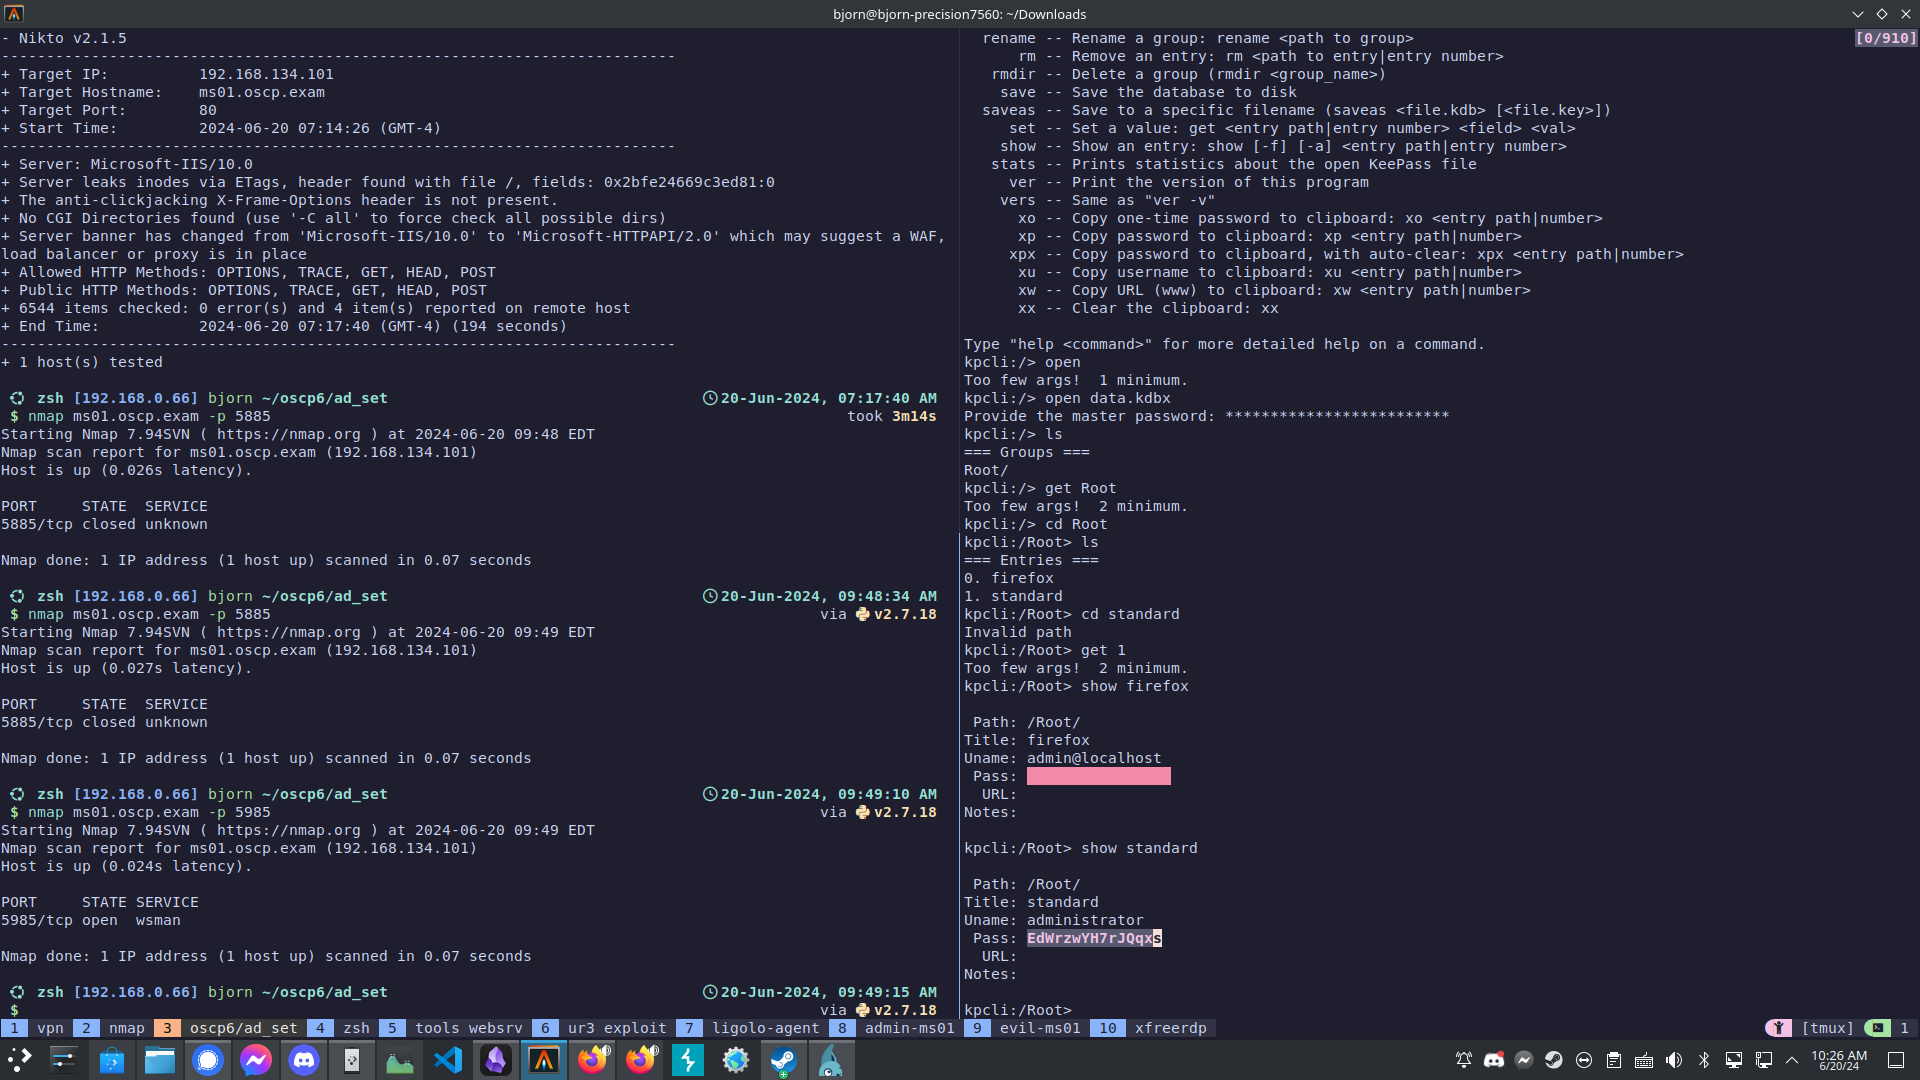 bjorn@bjorn-precision7560: ~/Downloads
- Nikto v2.1.5
---------------------------------------------------------------------------
+ Target IP:          192.168.134.101
+ Target Hostname:    ms01.oscp.exam
+ Target Port:        80
+ Start Time:         2024-06-20 07:14:26 (GMT-4)
---------------------------------------------------------------------------
+ Server: Microsoft-IIS/10.0
+ Server leaks inodes via ETags, header found with file /, fields: 0x2bfe24669c3ed81:0
+ The anti-clickjacking X-Frame-Options header is not present.
+ No CGI Directories found (use '-C all' to force check all possible dirs)
+ Server banner has changed from 'Microsoft-IIS/10.0' to 'Microsoft-HTTPAPI/2.0' which may suggest a WAF,
load balancer or proxy is in place
+ Allowed HTTP Methods: OPTIONS, TRACE, GET, HEAD, POST
+ Public HTTP Methods: OPTIONS, TRACE, GET, HEAD, POST
+ 6544 items checked: 0 error(s) and 4 item(s) reported on remote host
+ End Time:           2024-06-20 07:17:40 (GMT-4) (194 seconds)
---------------------------------------------------------------------------
+ 1 host(s) tested
zsh [192.168.0.66] bjorn ~/oscp6/ad_set 20-Jun-2024, 07:17:40 AM
$ nmap ms01.oscp.exam -p 5885 took 3m14s
Starting Nmap 7.94SVN ( https://nmap.org ) at 2024-06-20 09:48 EDT
Nmap scan report for ms01.oscp.exam (192.168.134.101)
Host is up (0.026s latency).
PORT     STATE  SERVICE
5885/tcp closed unknown
Nmap done: 1 IP address (1 host up) scanned in 0.07 seconds
zsh [192.168.0.66] bjorn ~/oscp6/ad_set 20-Jun-2024, 09:48:34 AM
$ nmap ms01.oscp.exam -p 5885 via v2.7.18
Starting Nmap 7.94SVN ( https://nmap.org ) at 2024-06-20 09:49 EDT
Nmap scan report for ms01.oscp.exam (192.168.134.101)
Host is up (0.027s latency).
PORT     STATE  SERVICE
5885/tcp closed unknown
Nmap done: 1 IP address (1 host up) scanned in 0.07 seconds
zsh [192.168.0.66] bjorn ~/oscp6/ad_set 20-Jun-2024, 09:49:10 AM
$ nmap ms01.oscp.exam -p 5985 via v2.7.18
Starting Nmap 7.94SVN ( https://nmap.org ) at 2024-06-20 09:49 EDT
Nmap scan report for ms01.oscp.exam (192.168.134.101)
Host is up (0.024s latency).
PORT     STATE SERVICE
5985/tcp open  wsman
Nmap done: 1 IP address (1 host up) scanned in 0.07 seconds
zsh [192.168.0.66] bjorn ~/oscp6/ad_set 20-Jun-2024, 09:49:15 AM
$ via v2.7.18
[0/910]
rename -- Rename a group: rename <path to group>
rm -- Remove an entry: rm <path to entry|entry number>
rmdir -- Delete a group (rmdir <group_name>)
save -- Save the database to disk
saveas -- Save to a specific filename (saveas <file.kdb> [<file.key>])
set -- Set a value: get <entry path|entry number> <field> <val>
show -- Show an entry: show [-f] [-a] <entry path|entry number>
stats -- Prints statistics about the open KeePass file
ver -- Print the version of this program
vers -- Same as "ver -v"
xo -- Copy one-time password to clipboard: xo <entry path|number>
xp -- Copy password to clipboard: xp <entry path|number>
xpx -- Copy password to clipboard, with auto-clear: xpx <entry path|number>
xu -- Copy username to clipboard: xu <entry path|number>
xw -- Copy URL (www) to clipboard: xw <entry path|number>
xx -- Clear the clipboard: xx
Type "help <command>" for more detailed help on a command.
kpcli:/> open
Too few args!  1 minimum.
kpcli:/> open data.kdbx
Provide the master password: *************************
kpcli:/> ls
=== Groups ===
Root/
kpcli:/> get Root
Too few args!  2 minimum.
kpcli:/> cd Root
kpcli:/Root> ls
=== Entries ===
0. firefox
1. standard
kpcli:/Root> cd standard
Invalid path
kpcli:/Root> get 1
Too few args!  2 minimum.
kpcli:/Root> show firefox
Path: /Root/
Title: firefox
Uname: admin@localhost
Pass:
URL:
Notes:
kpcli:/Root> show standard
Path: /Root/
Title: standard
Uname: administrator
Pass: EdWrzwYH7rJQqxs
URL:
Notes:
kpcli:/Root>
1 vpn 2 nmap 3 oscp6/ad_set 4 zsh 5 tools websrv 6 ur3 exploit 7 ligolo-agent 8 admin-ms01 9 evil-ms01 10 xfreerdp [tmux] 1
10:26 AM
6/20/24